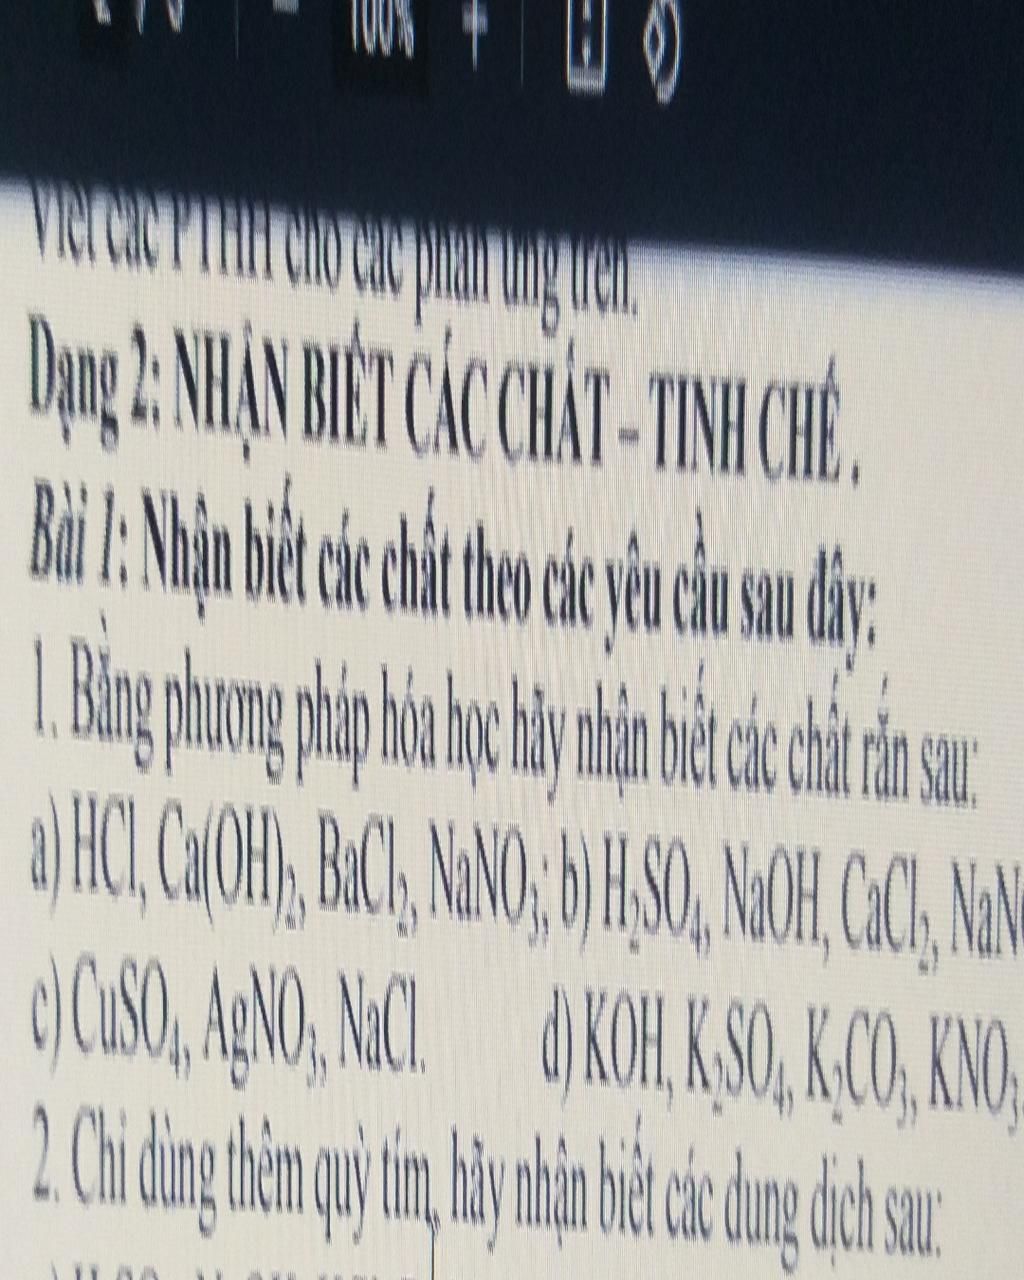 100%
Viết các PTHH cho các phản ứng trên.
Dạng 2: NHẬN BIẾT CÁC CHẤT – TINH CHẾ .
Bài 1: Nhận biết các chất theo các yêu cầu sau đây:
1. Bằng phương pháp hóa học hãy nhận biết các chất rắn sau:
a) HCl, Ca(OH)₂, BaCl₂, NaNO₃; b) H₂SO₄, NaOH, CaCl₂,
c) CuSO₄, AgNO₃, NaCl. d) KOH, K₂SO₄, K₂CO₃, KNO₃
2. Chỉ dùng thêm quỳ tím, hãy nhận biết các dung dịch sau: